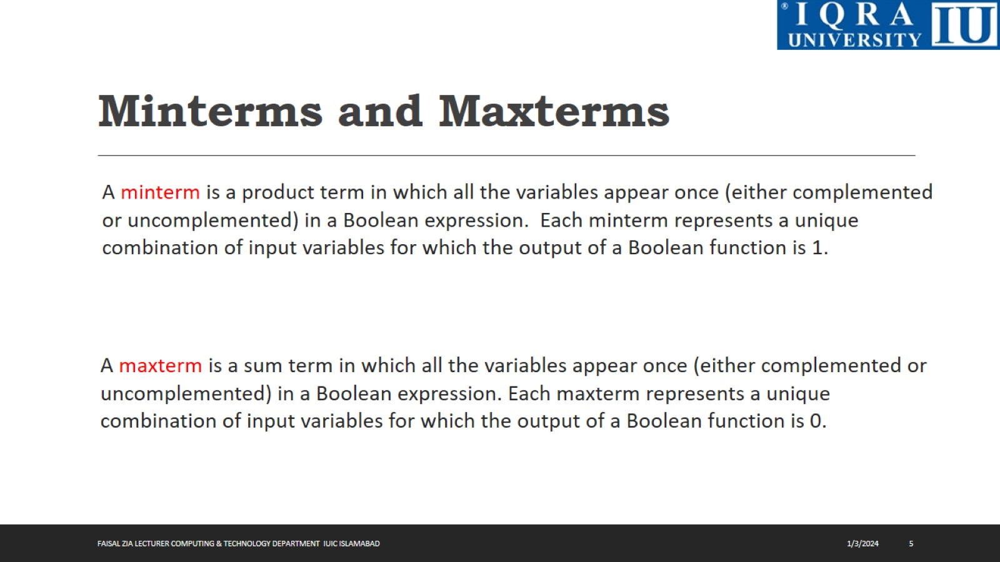 ® IQRA
UNIVERSITY IU
Minterms and Maxterms
A minterm is a product term in which all the variables appear once (either complemented
or uncomplemented) in a Boolean expression.  Each minterm represents a unique
combination of input variables for which the output of a Boolean function is 1.
A maxterm is a sum term in which all the variables appear once (either complemented or
uncomplemented) in a Boolean expression. Each maxterm represents a unique
combination of input variables for which the output of a Boolean function is 0.
FAISAL ZIA LECTURER COMPUTING & TECHNOLOGY DEPARTMENT  IUIC ISLAMABAD 1/3/2024 5